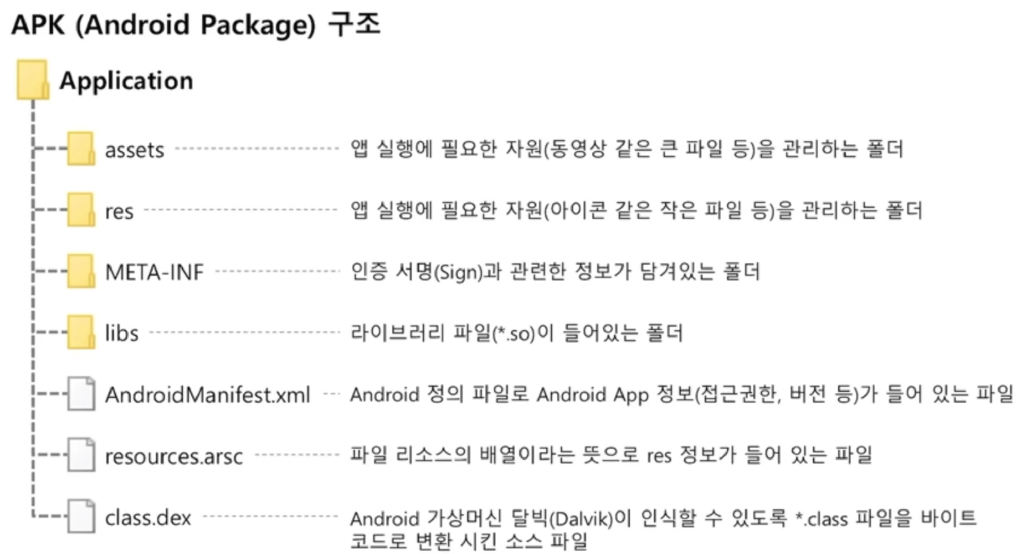 APK (Android Package) 구조
Application
assets 앱 실행에 필요한 자원(동영상 같은 큰 파일 등)을 관리하는 폴더
res 앱 실행에 필요한 자원(아이콘 같은 작은 파일 등)을 관리하는 폴더
META-INF 인증 서명(Sign)과 관련한 정보가 담겨있는 폴더
libs 라이브러리 파일(*.so)이 들어있는 폴더
AndroidManifest.xml Android 정의 파일로 Android App 정보(접근권한, 버전 등)가 들어 있는 파일
resources.arsc 파일 리소스의 배열이라는 뜻으로 res 정보가 들어 있는 파일
class.dex Android 가상머신 달빅(Dalvik)이 인식할 수 있도록 *.class 파일을 바이트
코드로 변환 시킨 소스 파일